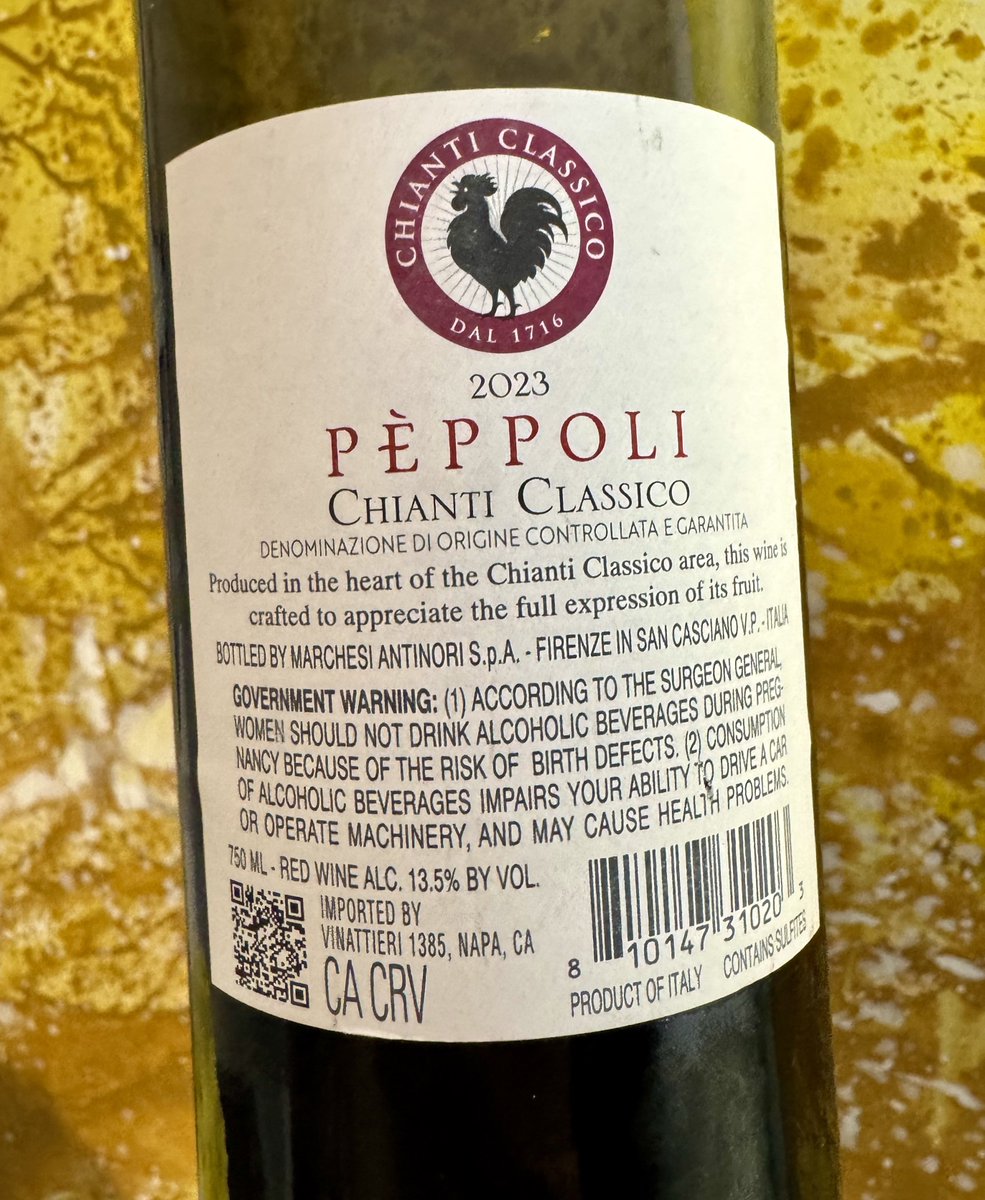 CHIANTI CLASSICO
DAL 1716
2023
PÈPPOLI
CHIANTI CLASSICO
DENOMINAZIONE DI ORIGINE CONTROLLATA E GARANTITA
Produced in the heart of the Chianti Classico area, this wine is
crafted to appreciate the full expression of its fruit.
BOTTLED BY MARCHESI ANTINORI S.p.A. - FIRENZE IN SAN CASCIANO V.P. - ITALIA
GOVERNMENT WARNING: (1) ACCORDING TO THE SURGEON GENERAL,
WOMEN SHOULD NOT DRINK ALCOHOLIC BEVERAGES DURING PREG-
NANCY BECAUSE OF THE RISK OF BIRTH DEFECTS. (2) CONSUMPTION
OF ALCOHOLIC BEVERAGES IMPAIRS YOUR ABILITY TO DRIVE A CAR
OR OPERATE MACHINERY, AND MAY CAUSE HEALTH PROBLEMS.
750 ML - RED WINE ALC. 13.5% BY VOL.
IMPORTED BY
VINATTIERI 1385, NAPA, CA
CA CRV
8 10147 31020 3
PRODUCT OF ITALY CONTAINS SULFITES